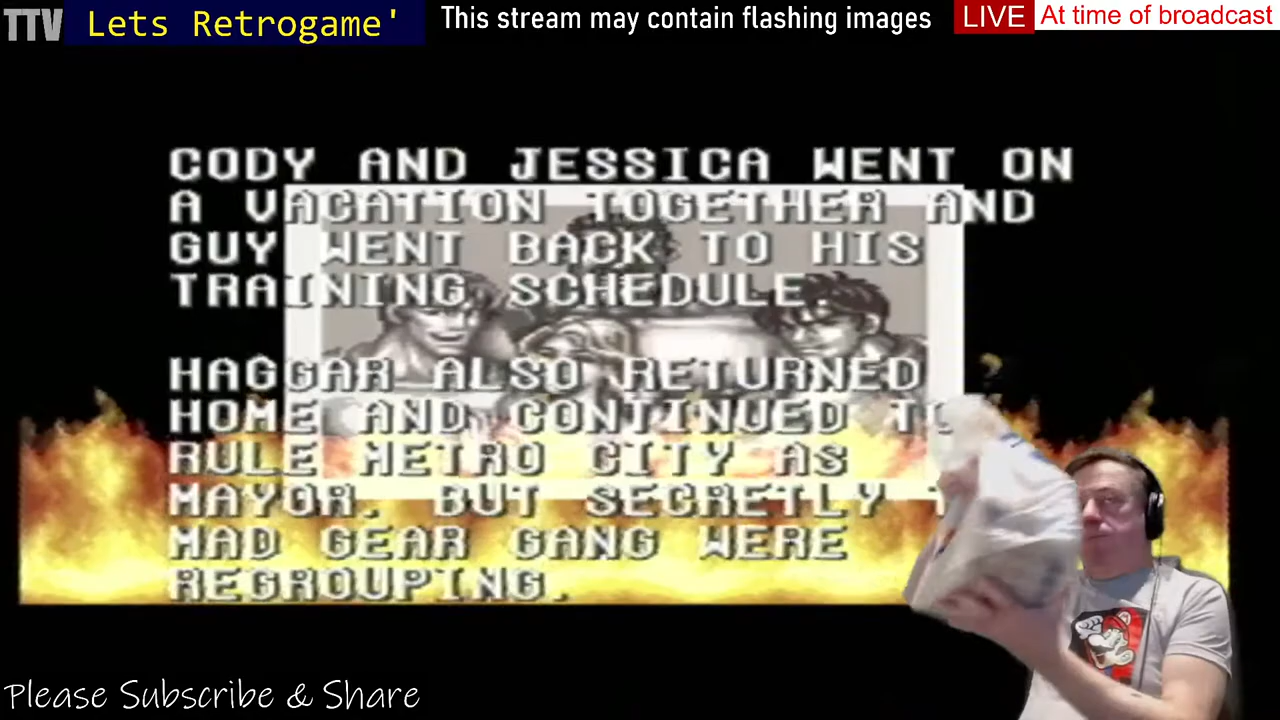 TTV Lets Retrogame' This stream may contain flashing images LIVE At time of broadcast
CODY AND JESSICA WENT ON
A VACATION TOGETHER AND
GUY WENT BACK TO HIS
TRAINING SCHEDULE
HAGGAR ALSO RETURNED
HOME AND CONTINUED
RULE METRO CITY AS
MAYOR. BUT SECRETLY
MAD GEAR GANG WERE
REGROUPING.
Please Subscribe & Share